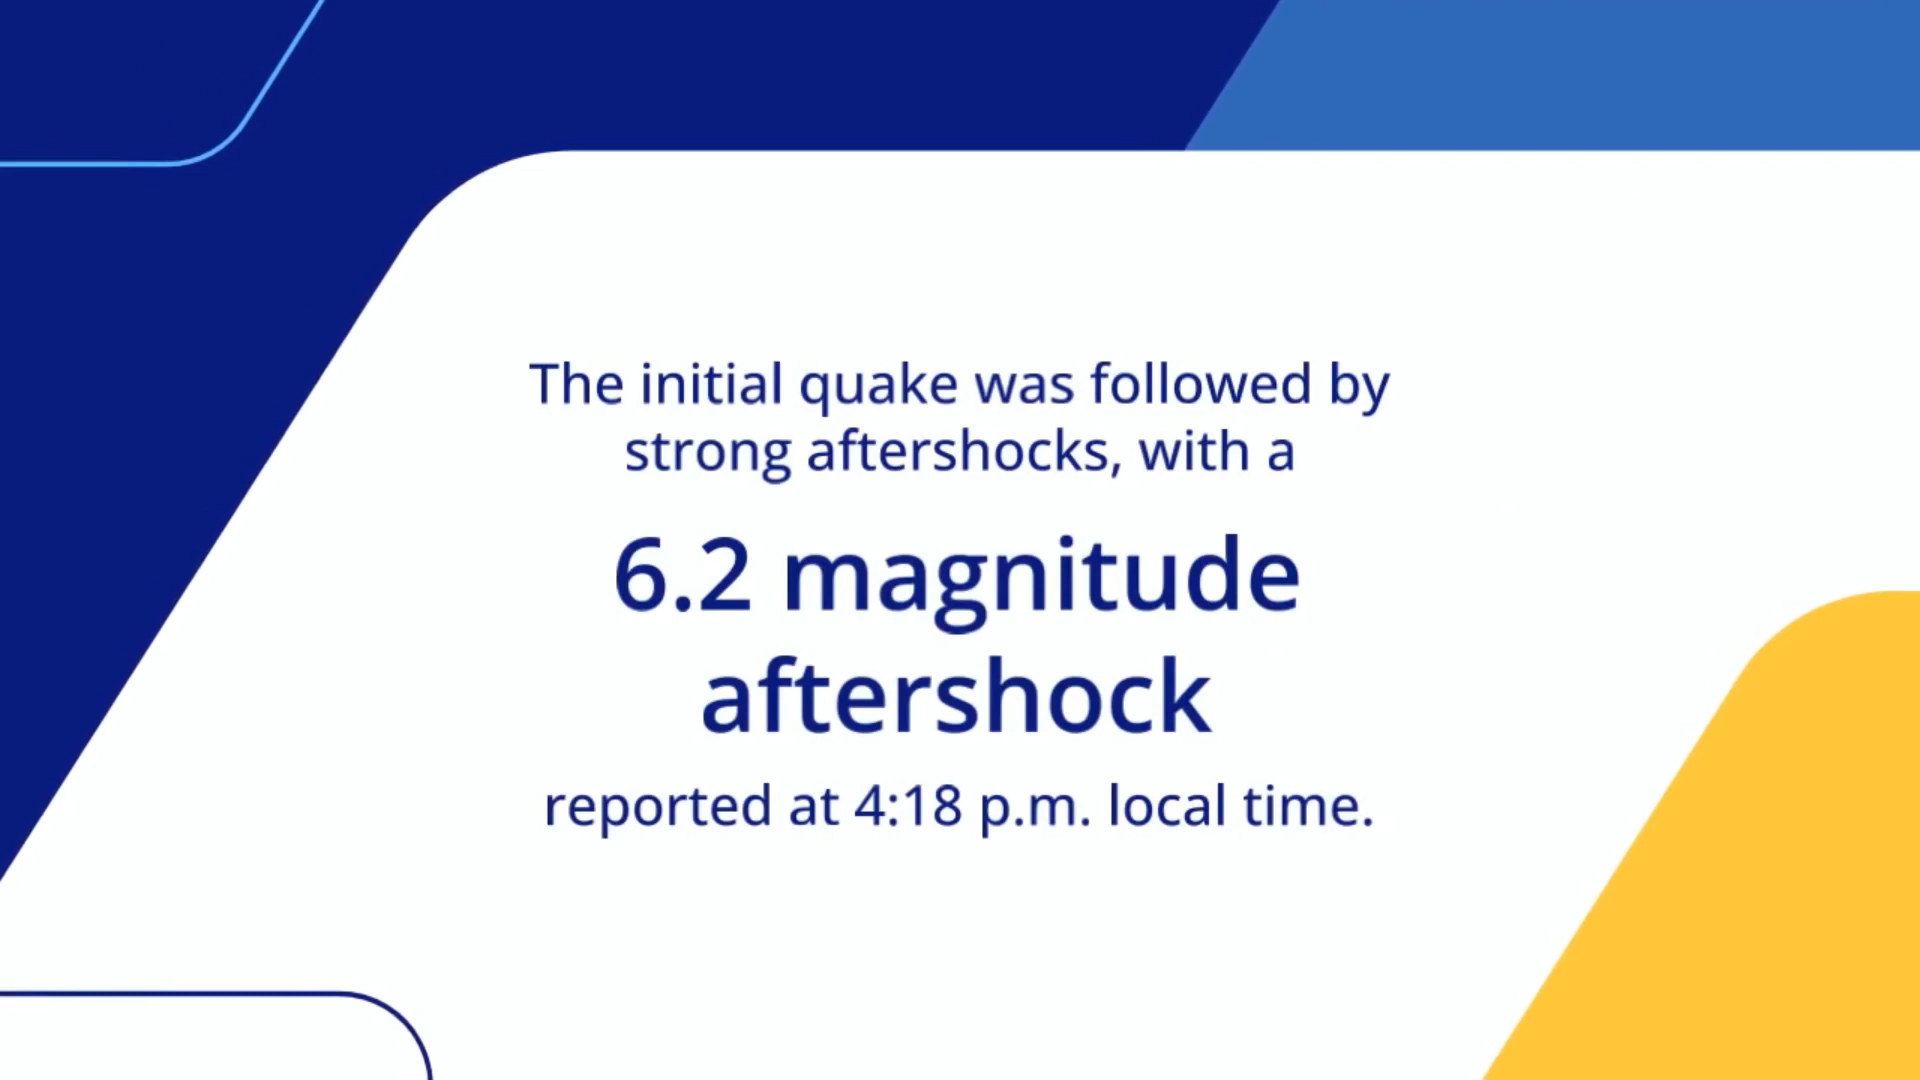 The initial quake was followed by
strong aftershocks, with a
6.2 magnitude
aftershock
reported at 4:18 p.m. local time.